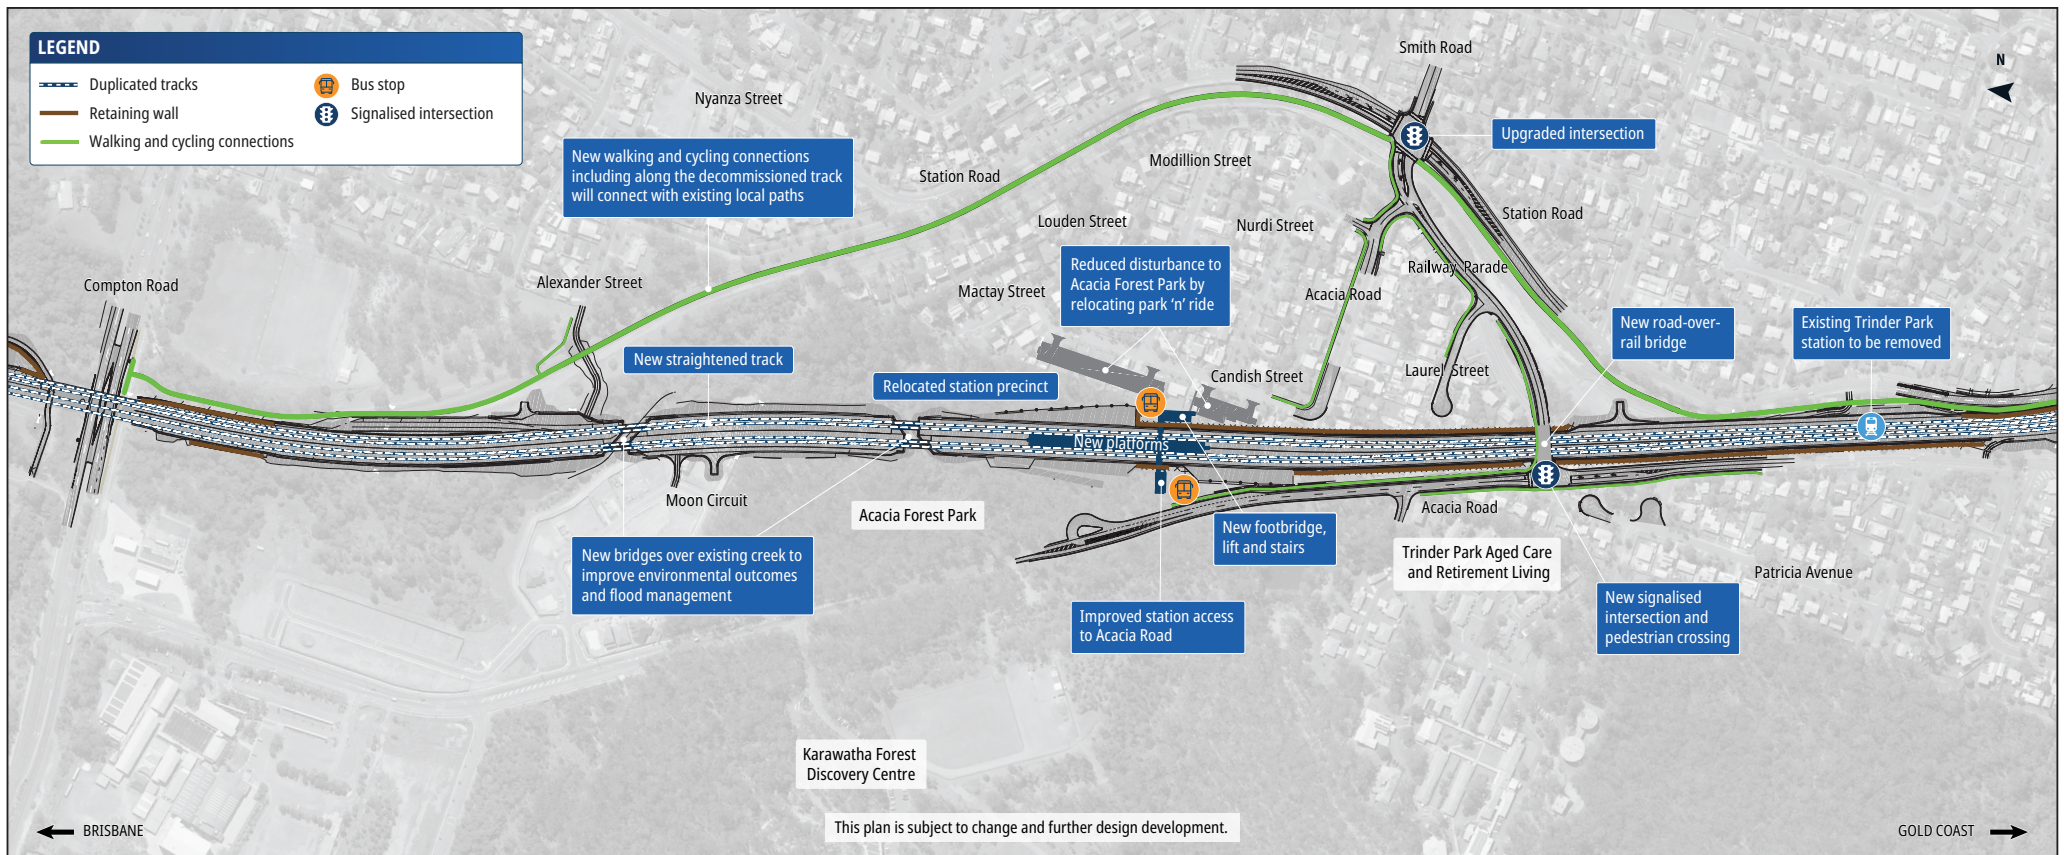 LEGEND
Duplicated tracks
Retaining wall
Walking and cycling connections
Bus stop
Signalised intersection
Smith Road
N
Nyanza Street
New walking and cycling connections
including along the decommissioned track
will connect with existing local paths
Upgraded intersection
Modillion Street
Station Road
Louden Street
Nurdi Street
Station Road
Reduced disturbance to
Acacia Forest Park by
relocating park ‘n’ ride
Railway Parade
Compton Road
Alexander Street
Mactay Street
Acacia Road
New road-over-
rail bridge
Existing Trinder Park
station to be removed
New straightened track
Relocated station precinct
Candish Street
Laurel Street
New platforms
Moon Circuit
Acacia Forest Park
Acacia Road
New footbridge,
lift and stairs
New bridges over existing creek to
improve environmental outcomes
and flood management
Trinder Park Aged Care
and Retirement Living
Patricia Avenue
Improved station access
to Acacia Road
New signalised
intersection and
pedestrian crossing
Karawatha Forest
Discovery Centre
BRISBANE
This plan is subject to change and further design development.
GOLD COAST